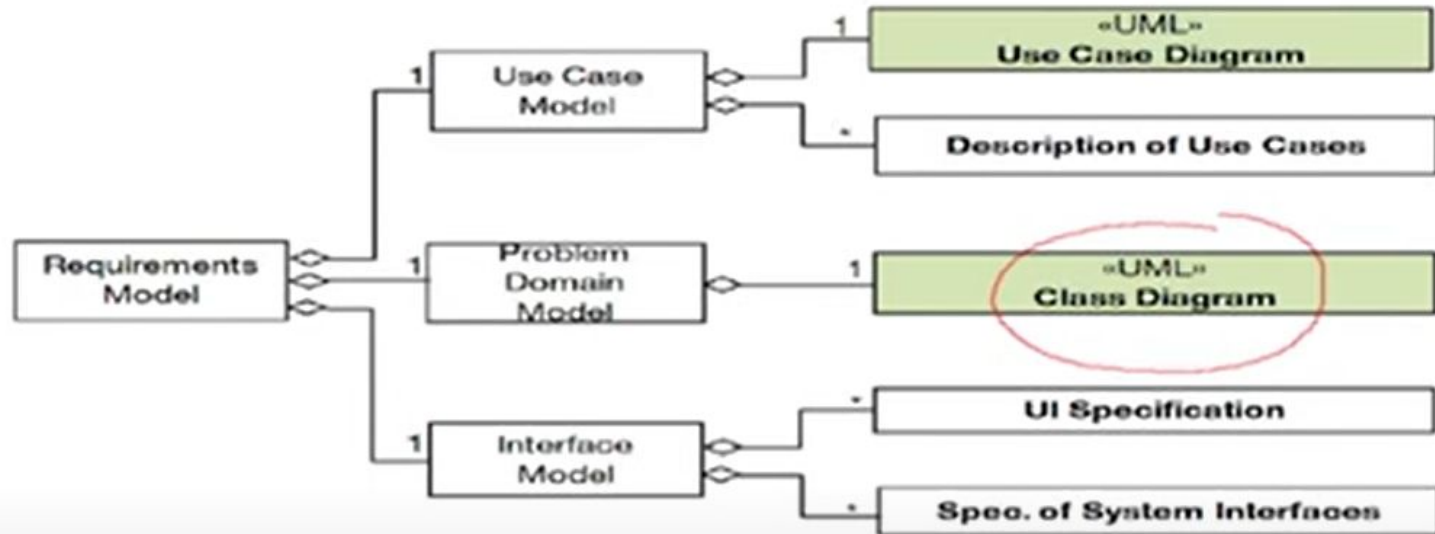 1
«UML»
Use Case Diagram
1
Use Case
Model
*
Description of Use Cases
Requirements
Model
1
Problem
Domain
Model
1
«UML»
Class Diagram
1
Interface
Model
*
UI Specification
*
Spec. of System Interfaces